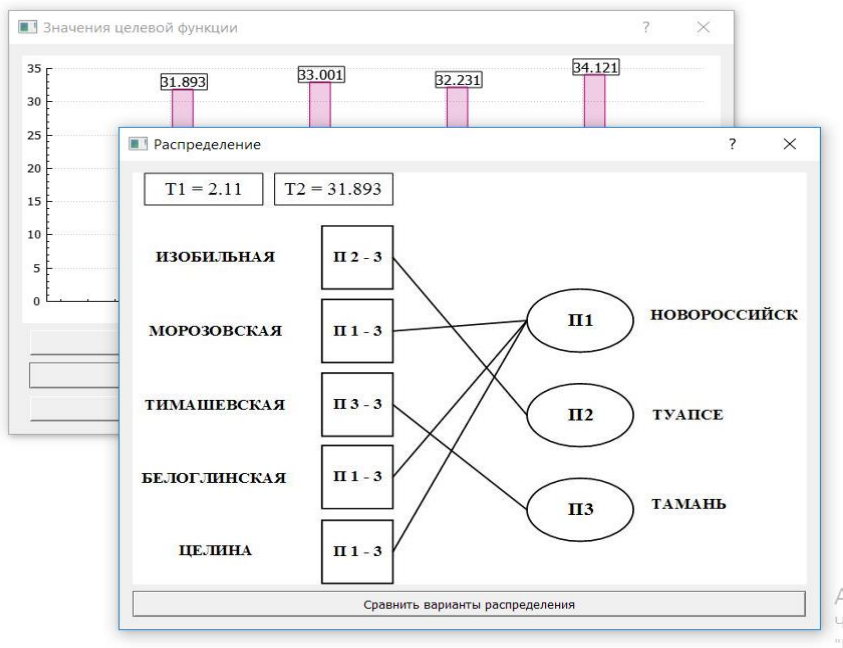 Значения целевой функции
?
35
30
25
20
15
10
5
0
31.893
33.001
32.231
34.121
Распределение
?
T1 = 2.11
T2 = 31.893
ИЗОБИЛЬНАЯ
П 2 - 3
МОРОЗОВСКАЯ
П 1 - 3
ТИМАШЕВСКАЯ
П 3 - 3
БЕЛОГЛИНСКАЯ
П 1 - 3
ЦЕЛИНА
П 1 - 3
П1
НОВОРОССИЙСК
П2
ТУАПСЕ
П3
ТАМАНЬ
Сравнить варианты распределения